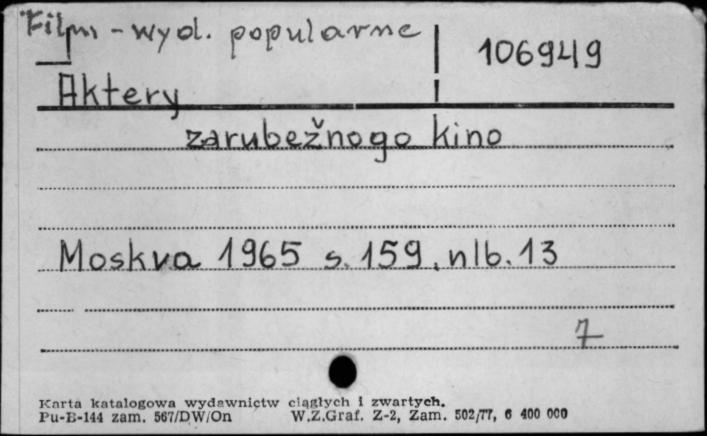 Film - wyd. popularne
106949
Aktery
zarubežnogo kino
Moskva 1965 s. 159, nlb. 13
7
Karta katalogowa wydawnictw ciągłych i zwartych.
Pu-B-144 zam. 567/DW/On W.Z.Graf. Z-2, Zam. 502/77, 6 400 000